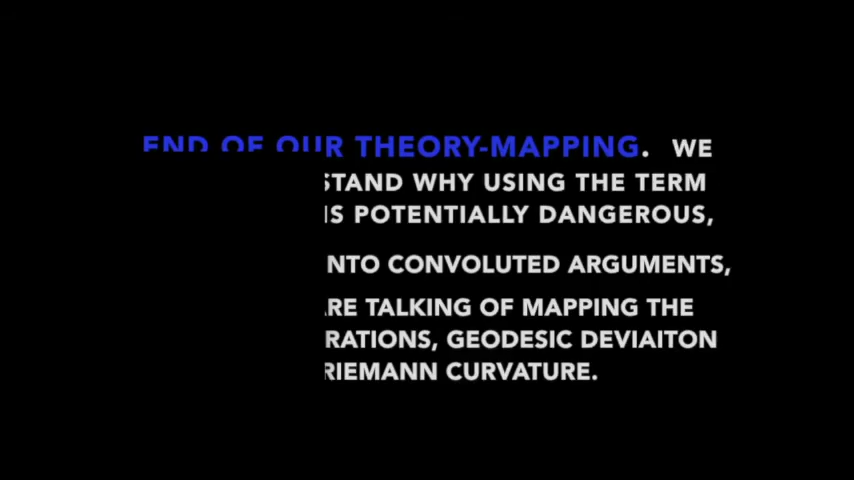 END OF OUR THEORY-MAPPING. WE
STAND WHY USING THE TERM
IS POTENTIALLY DANGEROUS,
NTO CONVOLUTED ARGUMENTS,
RE TALKING OF MAPPING THE
RATIONS, GEODESIC DEVIAITON
RIEMANN CURVATURE.